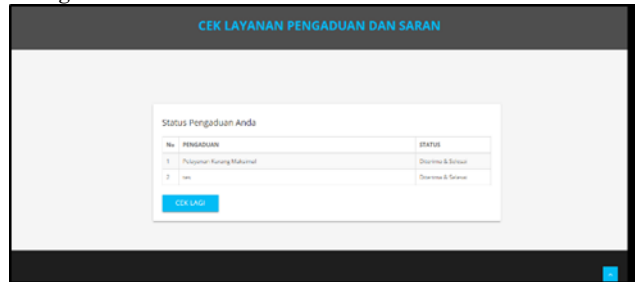 CEK LAYANAN PENGADUAN DAN SARAN
Status Pengaduan Anda
No PENGADUAN STATUS
1 Pelayanan Kurang Maksimal Diterima & Selesai
2 tes Diterima & Selesai
CEK LAGI